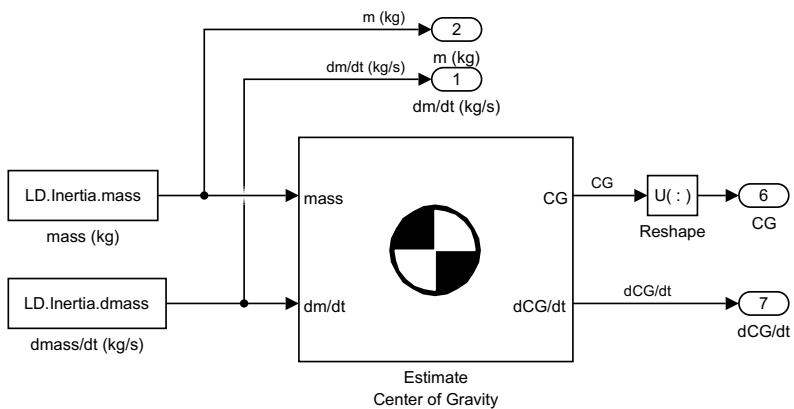 m (kg)
2
m (kg)
dm/dt (kg/s)
1
dm/dt (kg/s)
LD.Inertia.mass
mass (kg)
mass
CG
CG
U( : )
Reshape
6
CG
LD.Inertia.dmass
dmass/dt (kg/s)
dm/dt
dCG/dt
dCG/dt
7
dCG/dt
Estimate
Center of Gravity